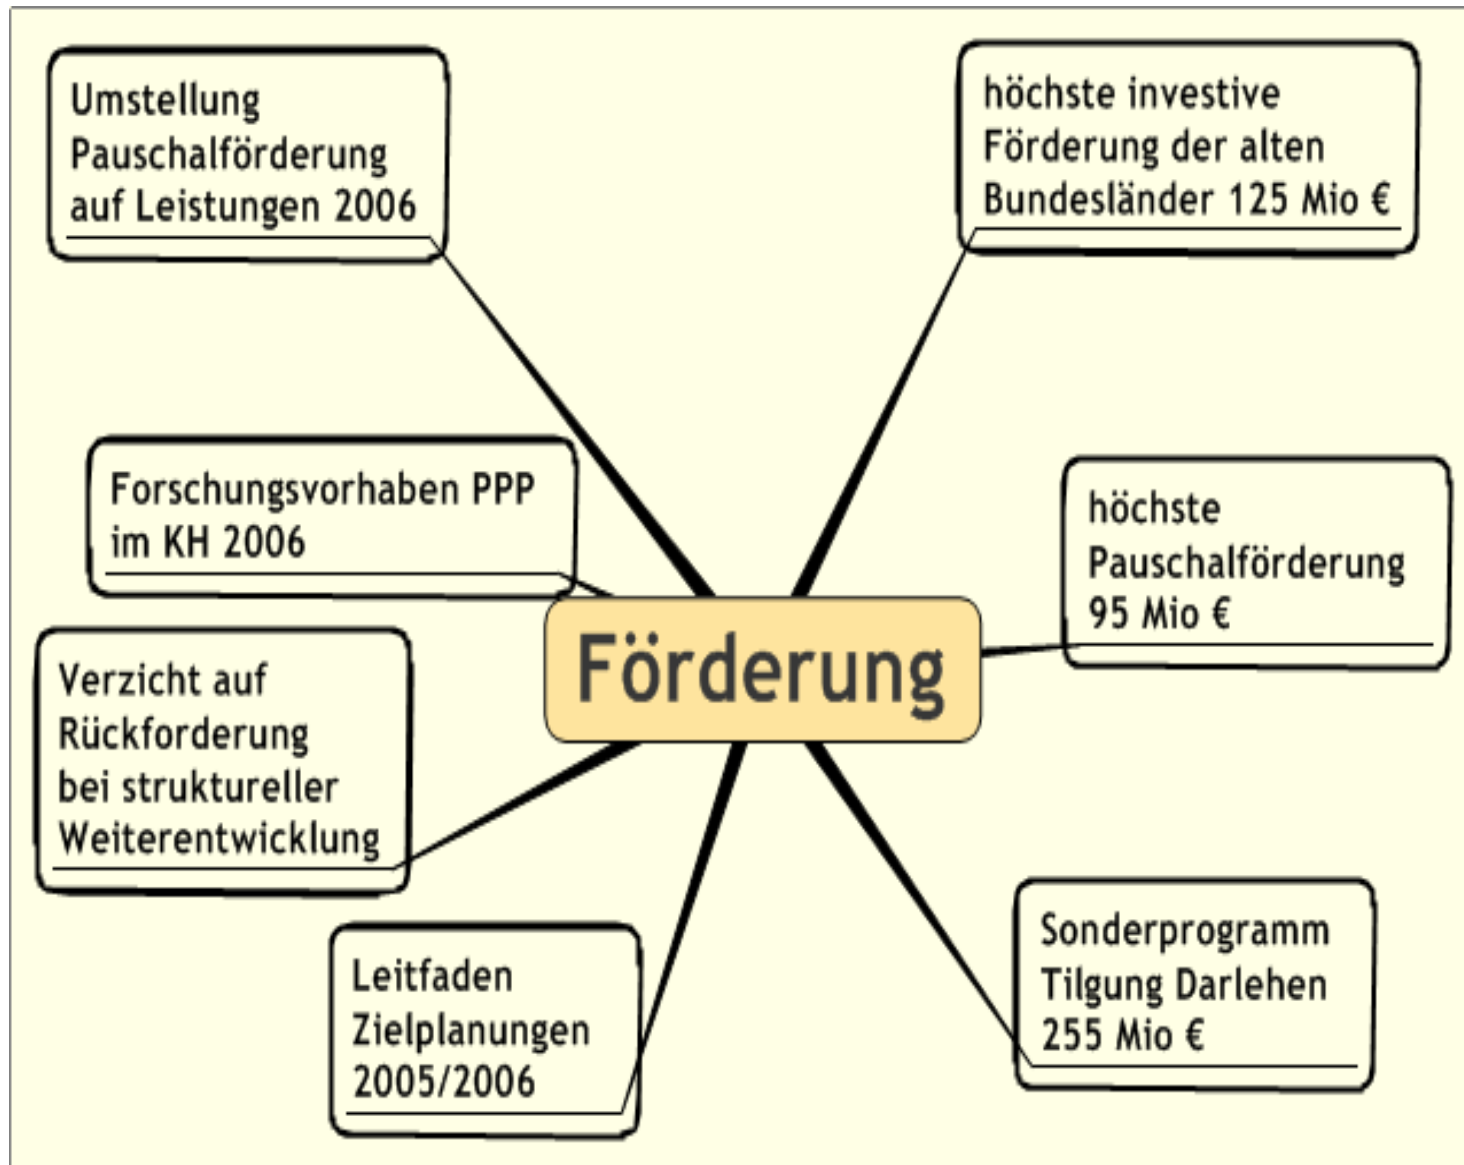 Umstellung
Pauschalförderung
auf Leistungen 2006
höchste investive
Förderung der alten
Bundesländer 125 Mio €
Forschungsvorhaben PPP
im KH 2006
höchste
Pauschalförderung
95 Mio €
Förderung
Verzicht auf
Rückforderung
bei struktureller
Weiterentwicklung
Leitfaden
Zielplanungen
2005/2006
Sonderprogramm
Tilgung Darlehen
255 Mio €